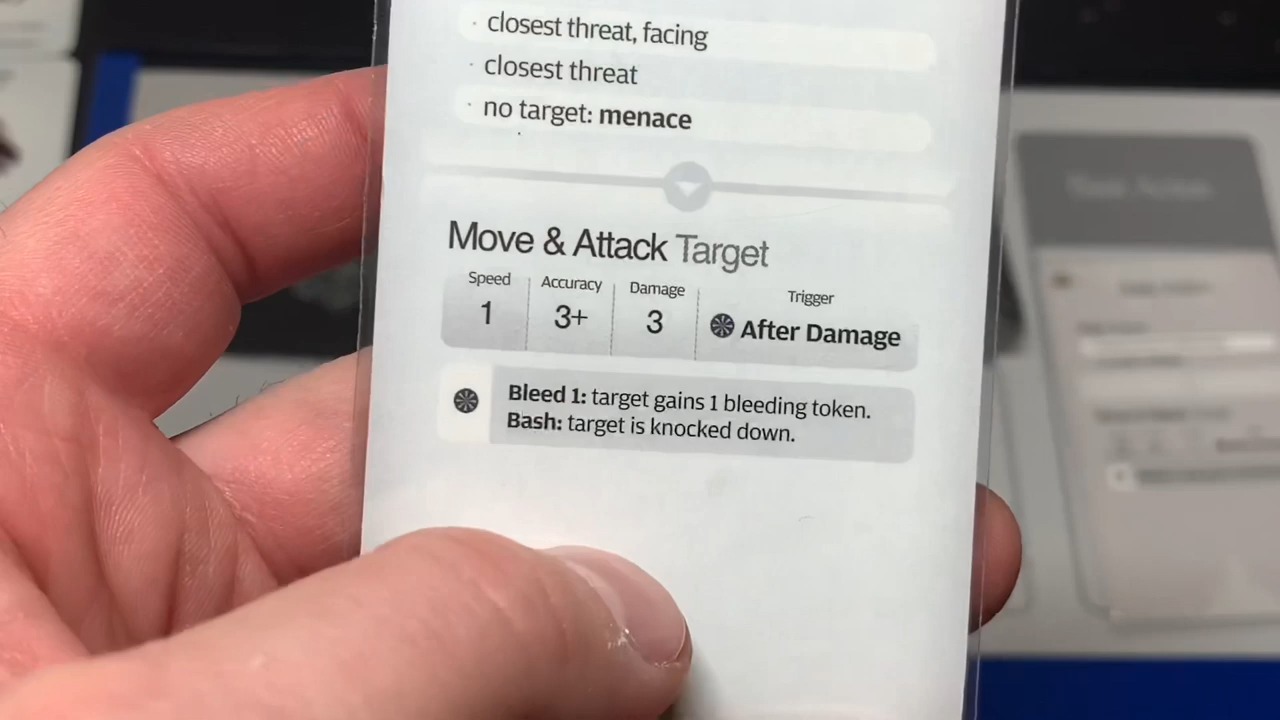 · closest threat, facing
· closest threat
· no target: menace
Move & Attack Target
Speed Accuracy Damage Trigger
1 3+ 3 After Damage
Bleed 1: target gains 1 bleeding token.
Bash: target is knocked down.